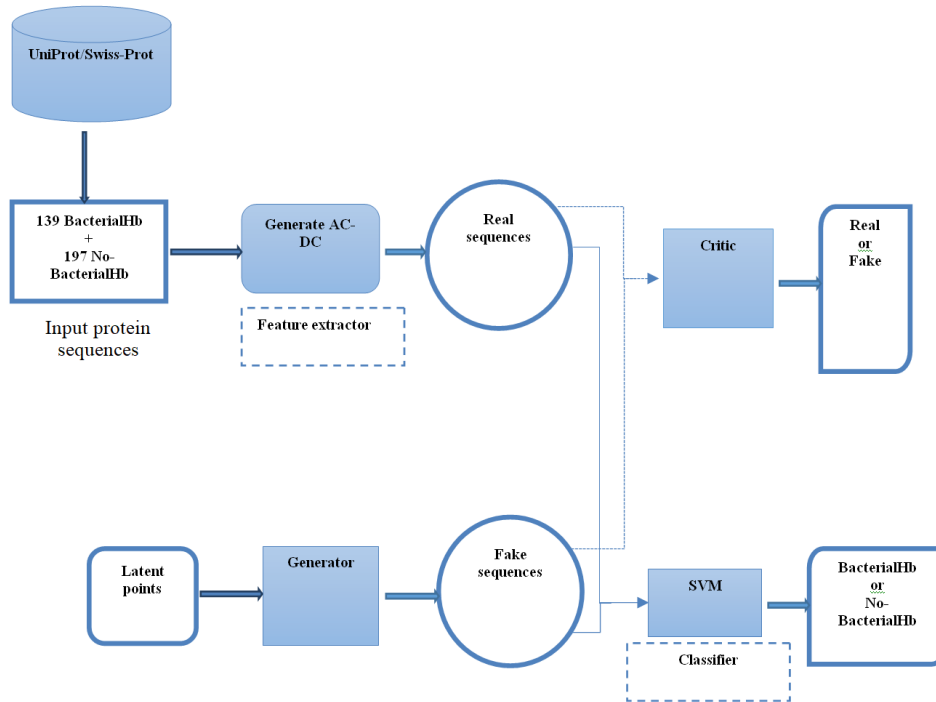 UniProt/Swiss-Prot
139 BacterialHb
+
197 No-
BacterialHb
Input protein
sequences
Generate AC-
DC
Feature extractor
Real
sequences
Critic
Real
or
Fake
Latent
points
Generator
Fake
sequences
SVM
Classifier
BacterialHb
or
No-
BacterialHb